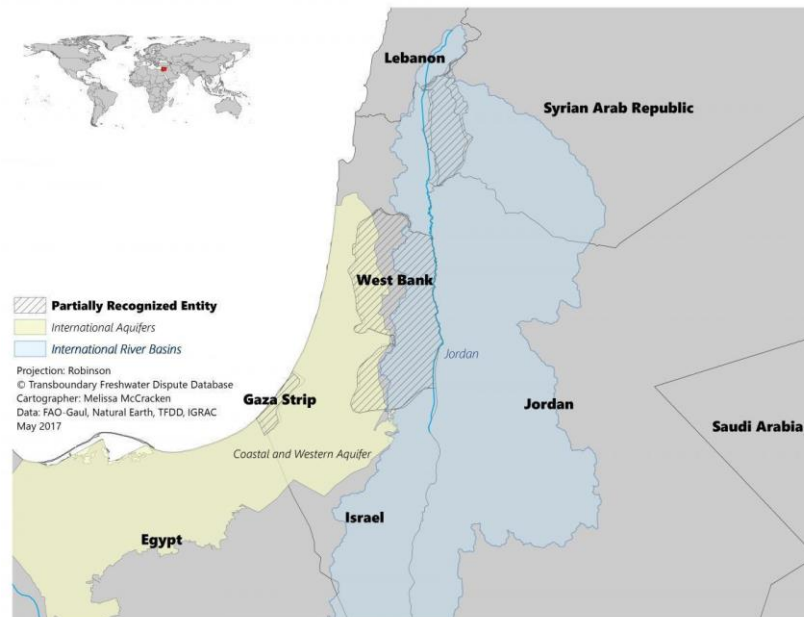 Lebanon
Syrian Arab Republic
West Bank
Partially Recognized Entity
International Aquifers
International River Basins
Projection: Robinson
© Transboundary Freshwater Dispute Database
Cartographer: Melissa McCracken
Data: FAO-Gaul, Natural Earth, TFDD, IGRAC
May 2017
Jordan
Gaza Strip
Jordan
Saudi Arabia
Coastal and Western Aquifer
Israel
Egypt